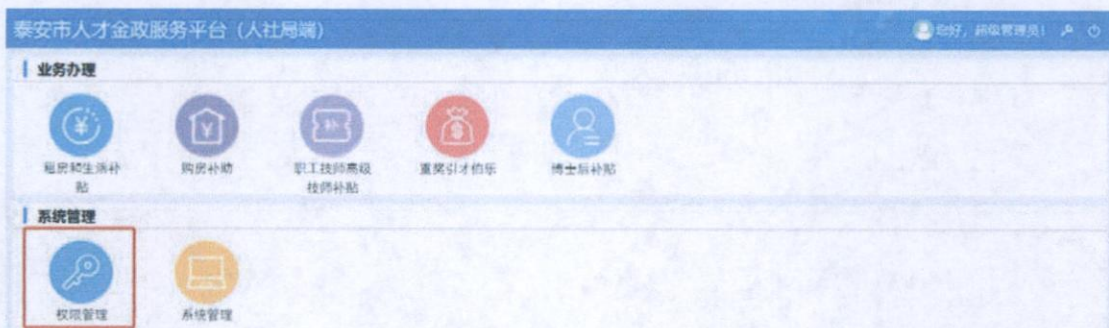 泰安市人才金政服务平台（人社局端）
您好，超级管理员！
业务办理
¥
¥
补
$
租房和生活补
贴
购房补助
职工技师高级
技师补贴
重奖引才伯乐
博士后补贴
系统管理
权限管理
系统管理